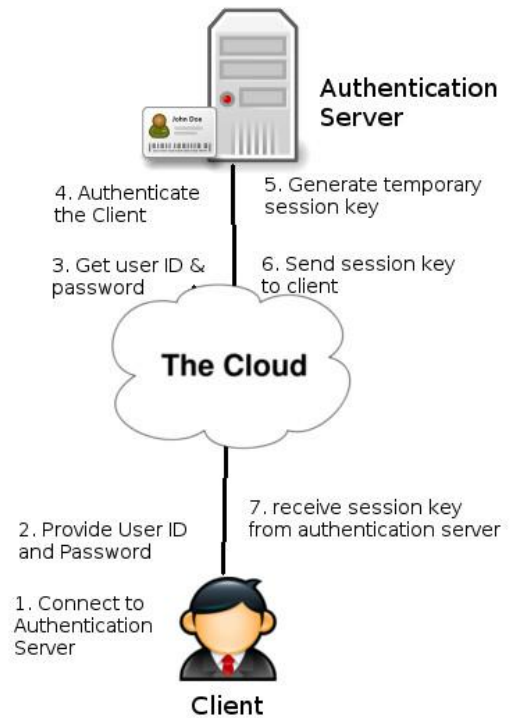 John Doe
Authentication
Server
4. Authenticate
the Client
5. Generate temporary
session key
3. Get user ID &
password
6. Send session key
to client
The Cloud
2. Provide User ID
and Password
7. receive session key
from authentication server
1. Connect to
Authentication
Server
Client